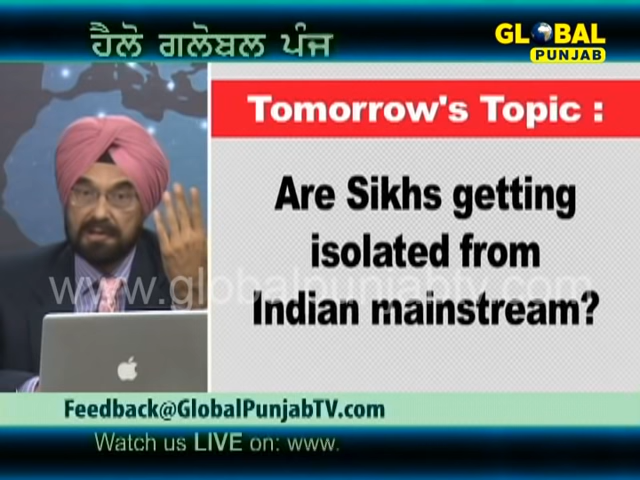 ਹੈਲੋ ਗਲੋਬਲ ਪੰਜ
GLOBAL
PUNJAB
Tomorrow's Topic :
Are Sikhs getting
isolated from
Indian mainstream?
www.globalpunjabtv.com
Feedback@GlobalPunjabTV.com
Watch us LIVE on: www.